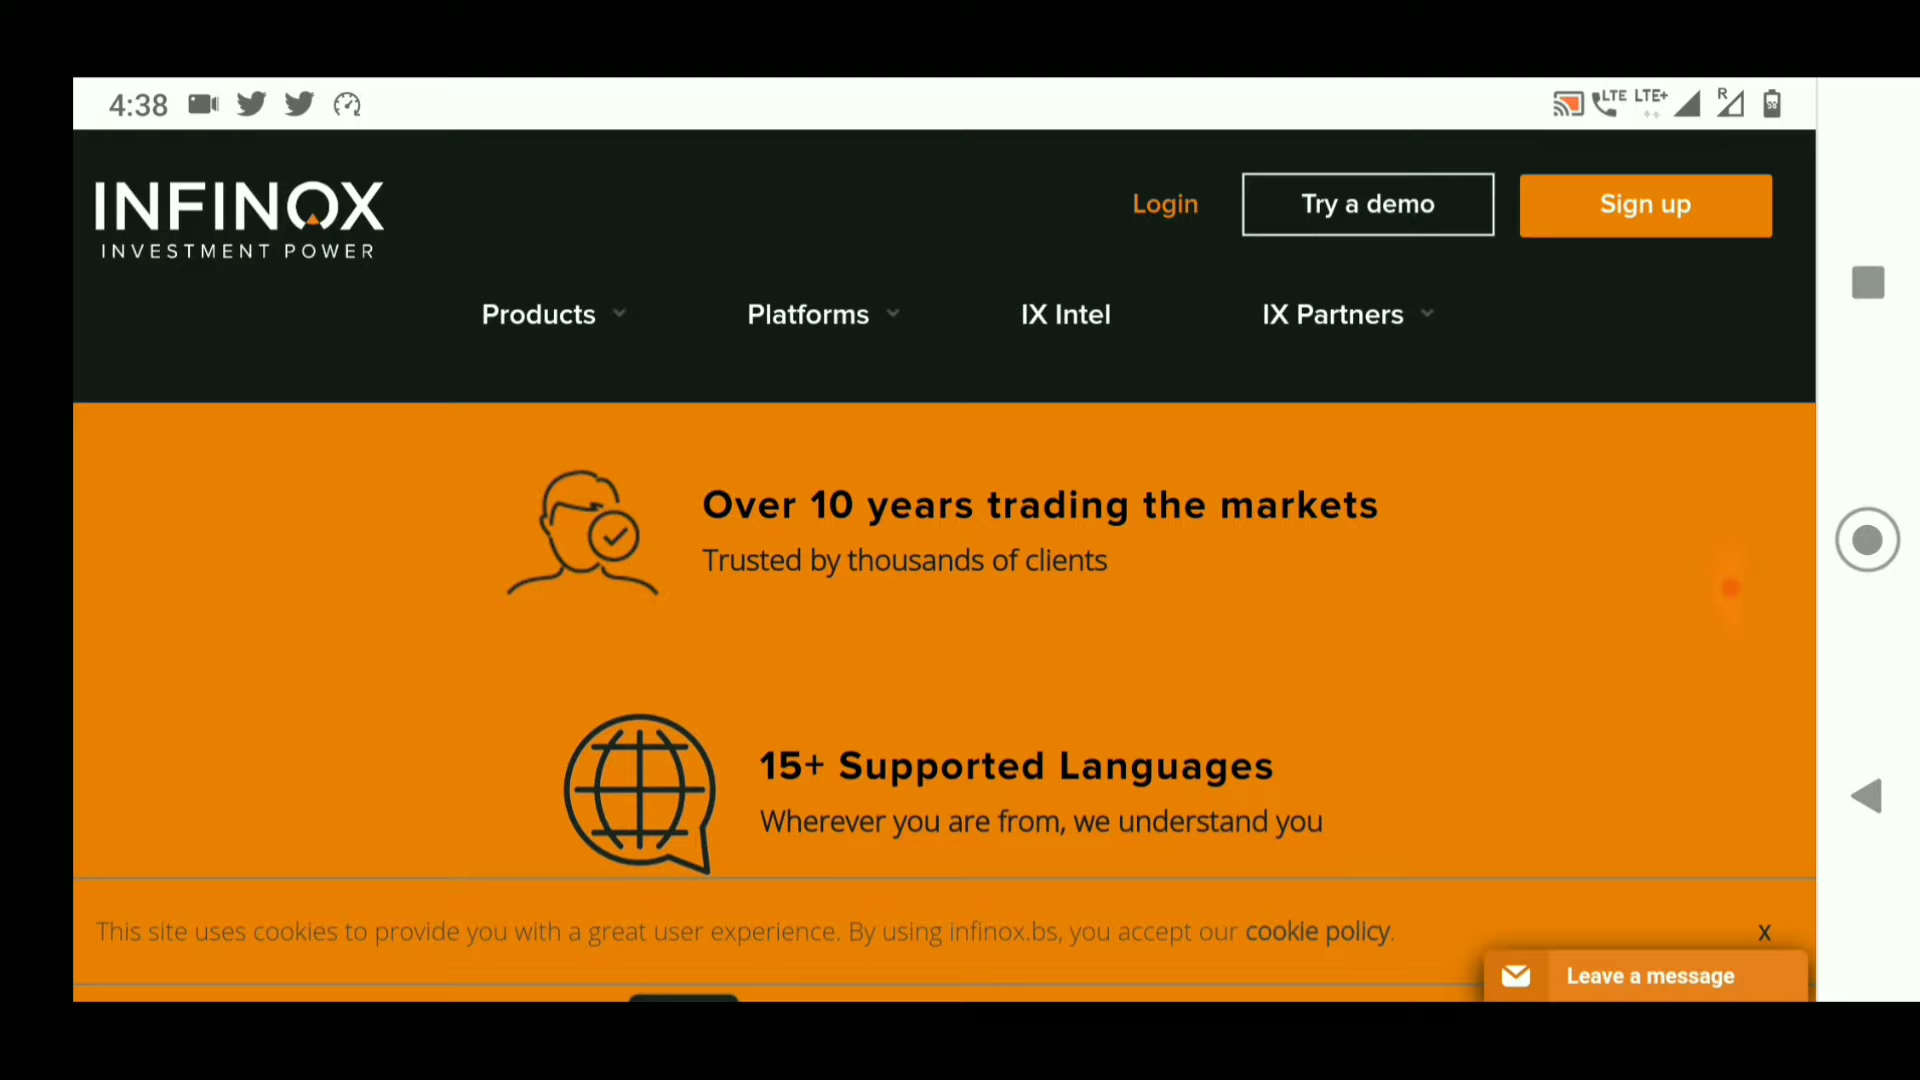 4:38
LTE LTE+ R
INFINOX
INVESTMENT POWER
Login
Try a demo
Sign up
Products
Platforms
IX Intel
IX Partners
Over 10 years trading the markets
Trusted by thousands of clients
15+ Supported Languages
Wherever you are from, we understand you
This site uses cookies to provide you with a great user experience. By using infinox.bs, you accept our cookie policy.
x
Leave a message